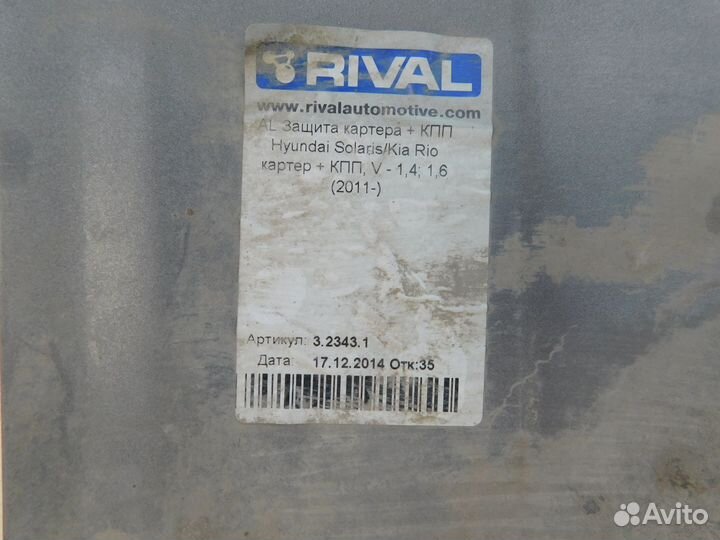 RIVAL
www.rivalautomotive.com
AL Защита картера + КПП
Hyundai Solaris/Kia Rio
картер + КПП, V - 1,4; 1,6
(2011-)
Артикул: 3.2343.1
Дата: 17.12.2014 Отк:35
Avito